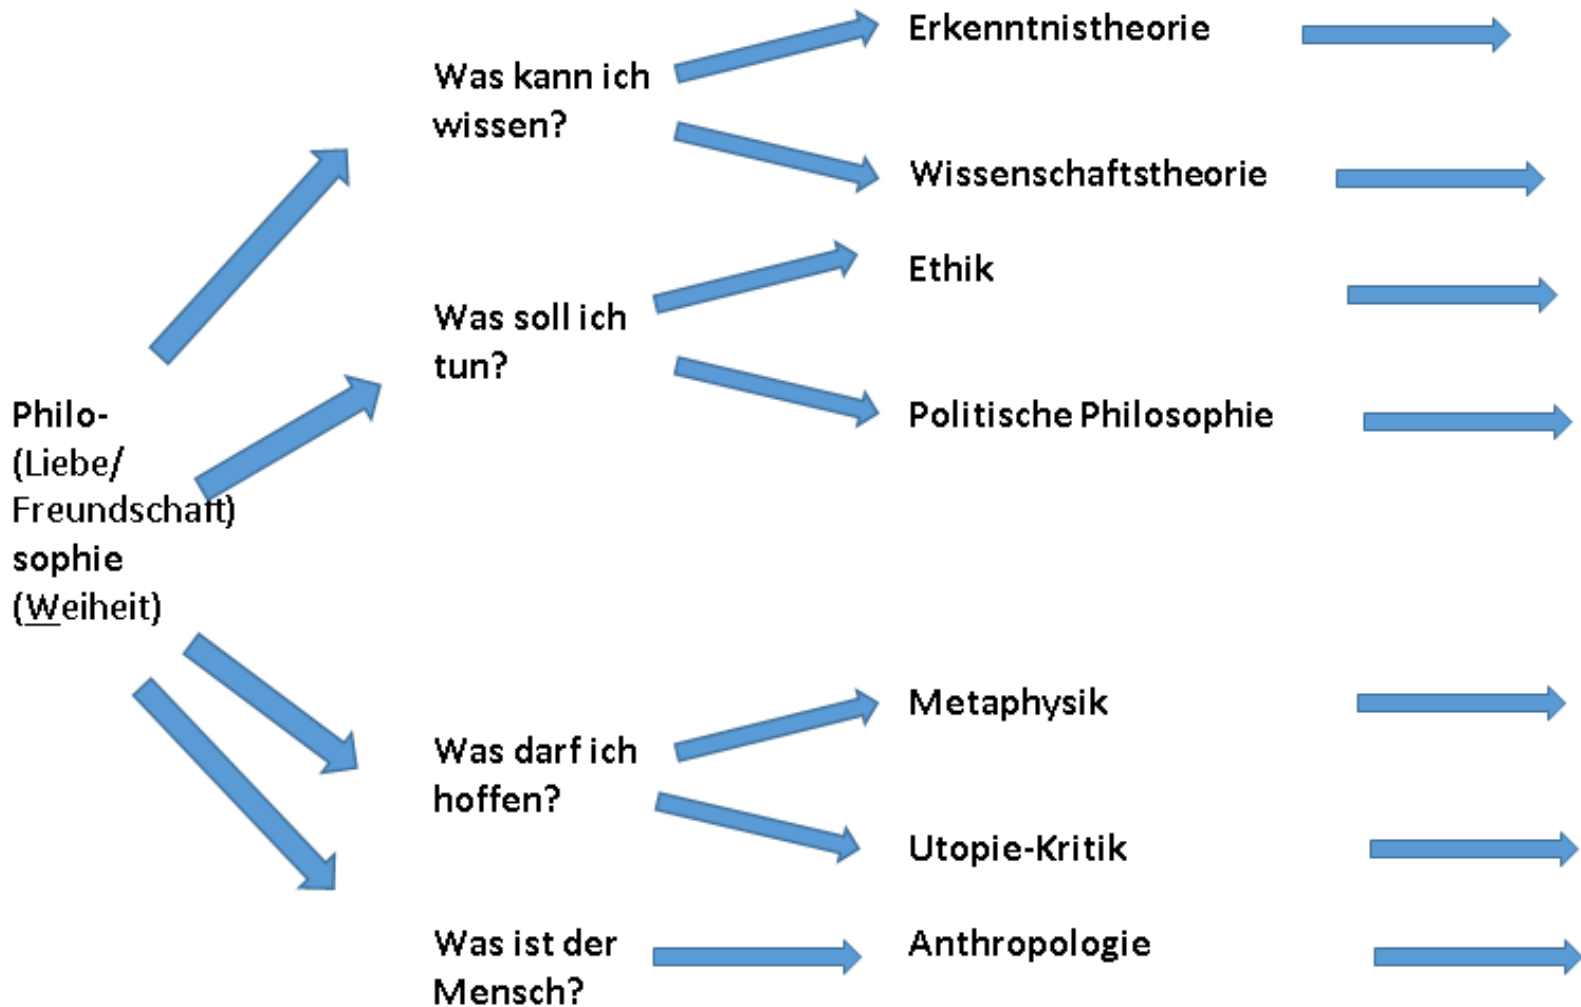 Philo-
(Liebe/
Freundschaft)
sophie
(Weiheit)
Was kann ich
wissen?
Erkenntnistheorie
Wissenschaftstheorie
Was soll ich
tun?
Ethik
Politische Philosophie
Was darf ich
hoffen?
Metaphysik
Utopie-Kritik
Was ist der
Mensch?
Anthropologie